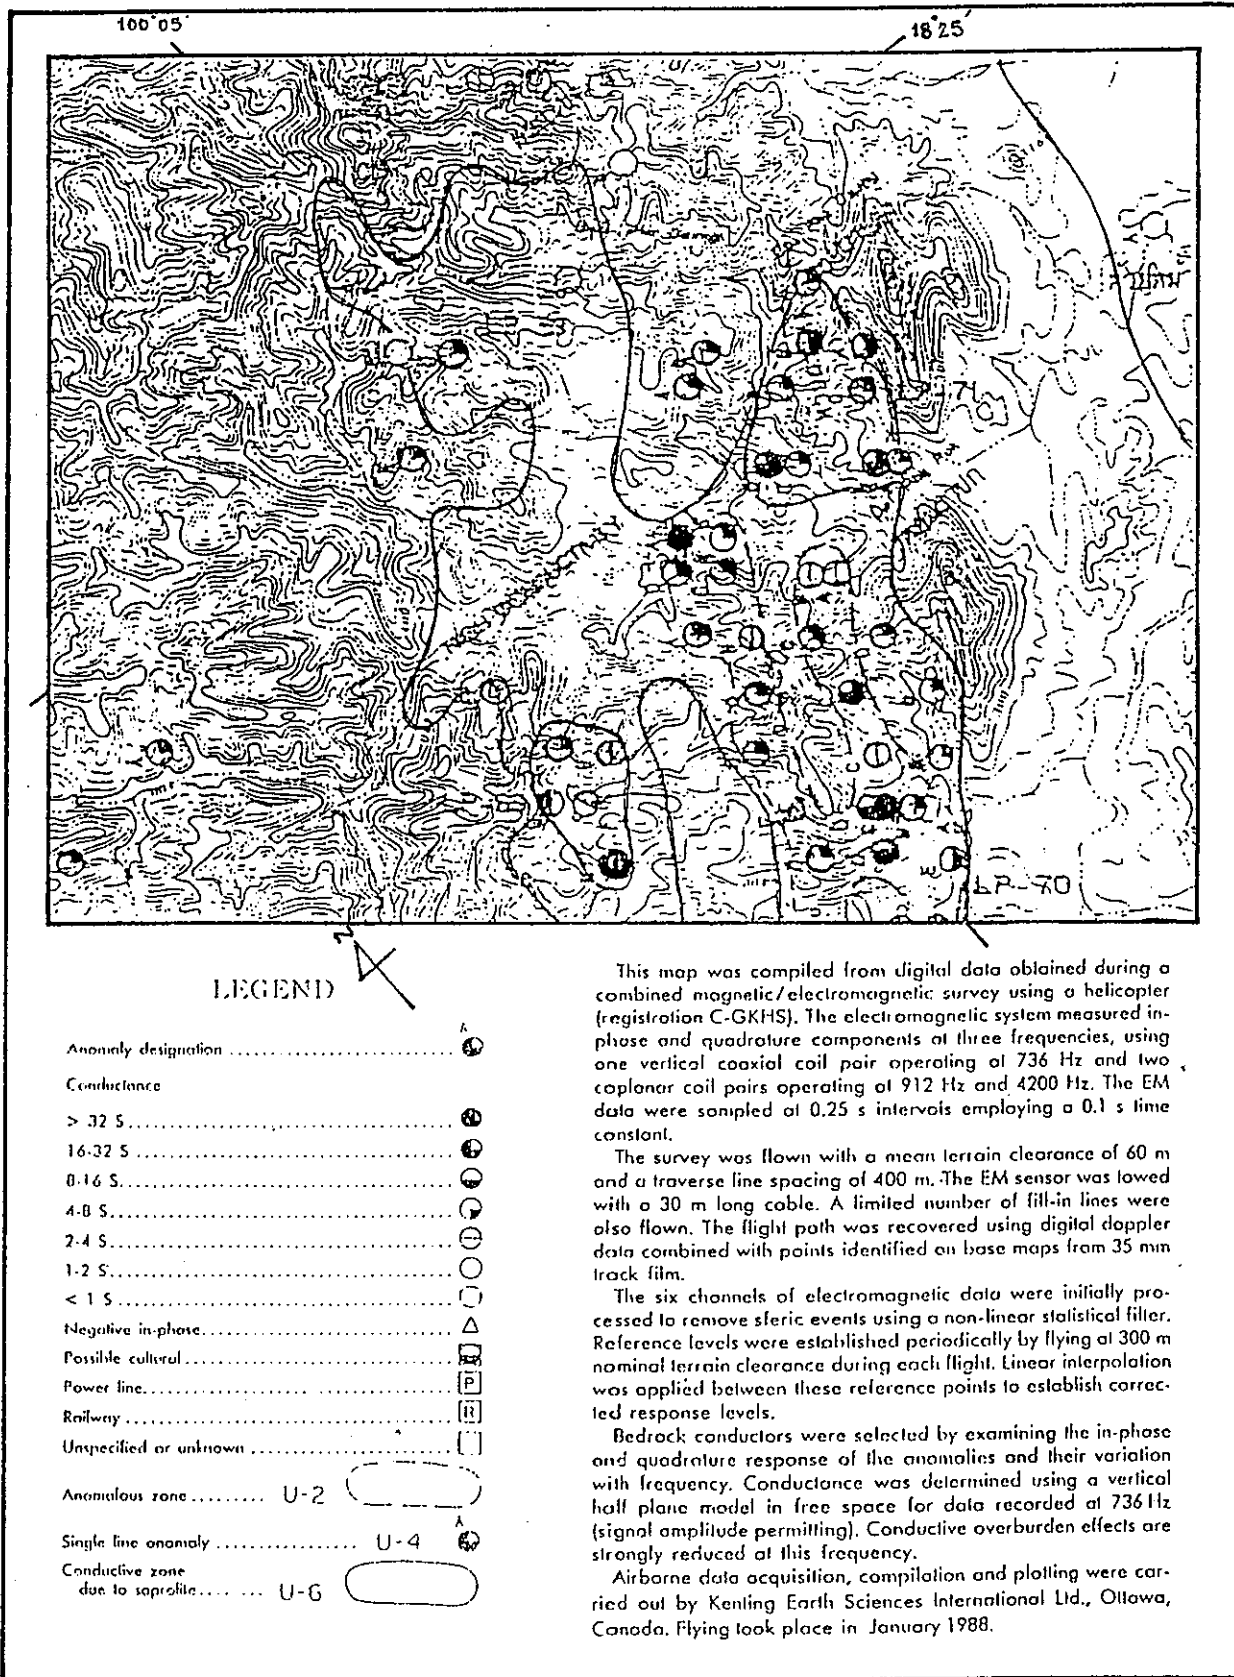 100°05'
18°25'
LP-70
N
LEGEND
Anomaly designation
A
Conductance
> 32 S
16-32 S
8-16 S
4-8 S
2-4 S
1-2 S
< 1 S
Negative in-phase
Possible cultural
Power line P
Railway R
Unspecified or unknown
Anomalous zone U-2
A
Single line anomaly U-4
Conductive zone
due to saprolite U-6
This map was compiled from digital data obtained during a
combined magnetic/electromagnetic survey using a helicopter
(registration C-GKHS). The electromagnetic system measured in-
phase and quadrature components at three frequencies, using
one vertical coaxial coil pair operating at 736 Hz and two
coplanar coil pairs operating at 912 Hz and 4200 Hz. The EM
data were sampled at 0.25 s intervals employing a 0.1 s time
constant.
The survey was flown with a mean terrain clearance of 60 m
and a traverse line spacing of 400 m. The EM sensor was towed
with a 30 m long cable. A limited number of fill-in lines were
also flown. The flight path was recovered using digital doppler
data combined with points identified on base maps from 35 mm
track film.
The six channels of electromagnetic data were initially pro-
cessed to remove sferic events using a non-linear statistical filter.
Reference levels were established periodically by flying at 300 m
nominal terrain clearance during each flight. Linear interpolation
was applied between these reference points to establish correc-
ted response levels.
Bedrock conductors were selected by examining the in-phase
and quadrature response of the anomalies and their variation
with frequency. Conductance was determined using a vertical
half plane model in free space for data recorded at 736 Hz
(signal amplitude permitting). Conductive overburden effects are
strongly reduced at this frequency.
Airborne data acquisition, compilation and plotting were car-
ried out by Kenting Earth Sciences International Ltd., Ottawa,
Canada. Flying took place in January 1988.